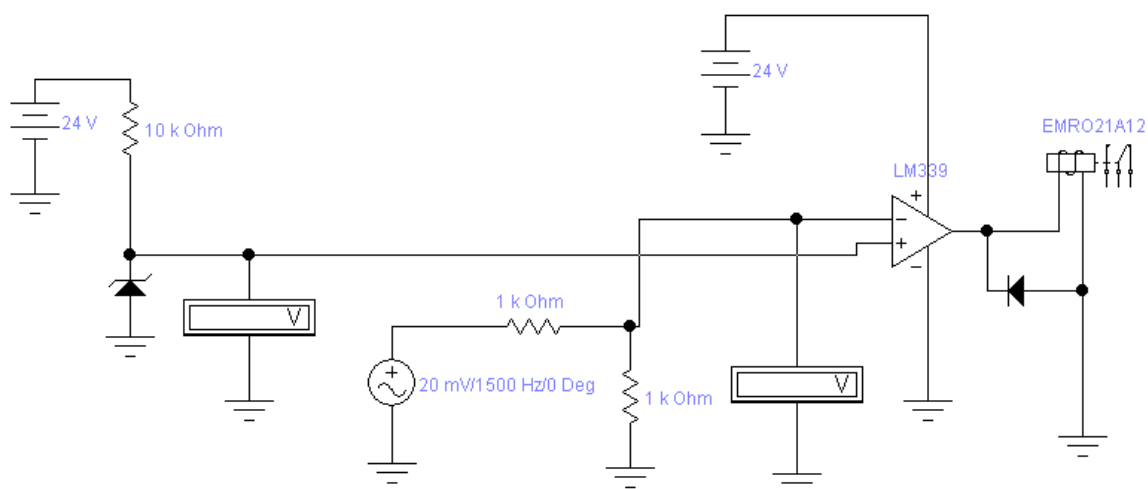 24 V
EMRO21A12
24 V
10 k Ohm
LM339
+
−
+
−
V
1 k Ohm
+
20 mV/1500 Hz/0 Deg
V
1 k Ohm